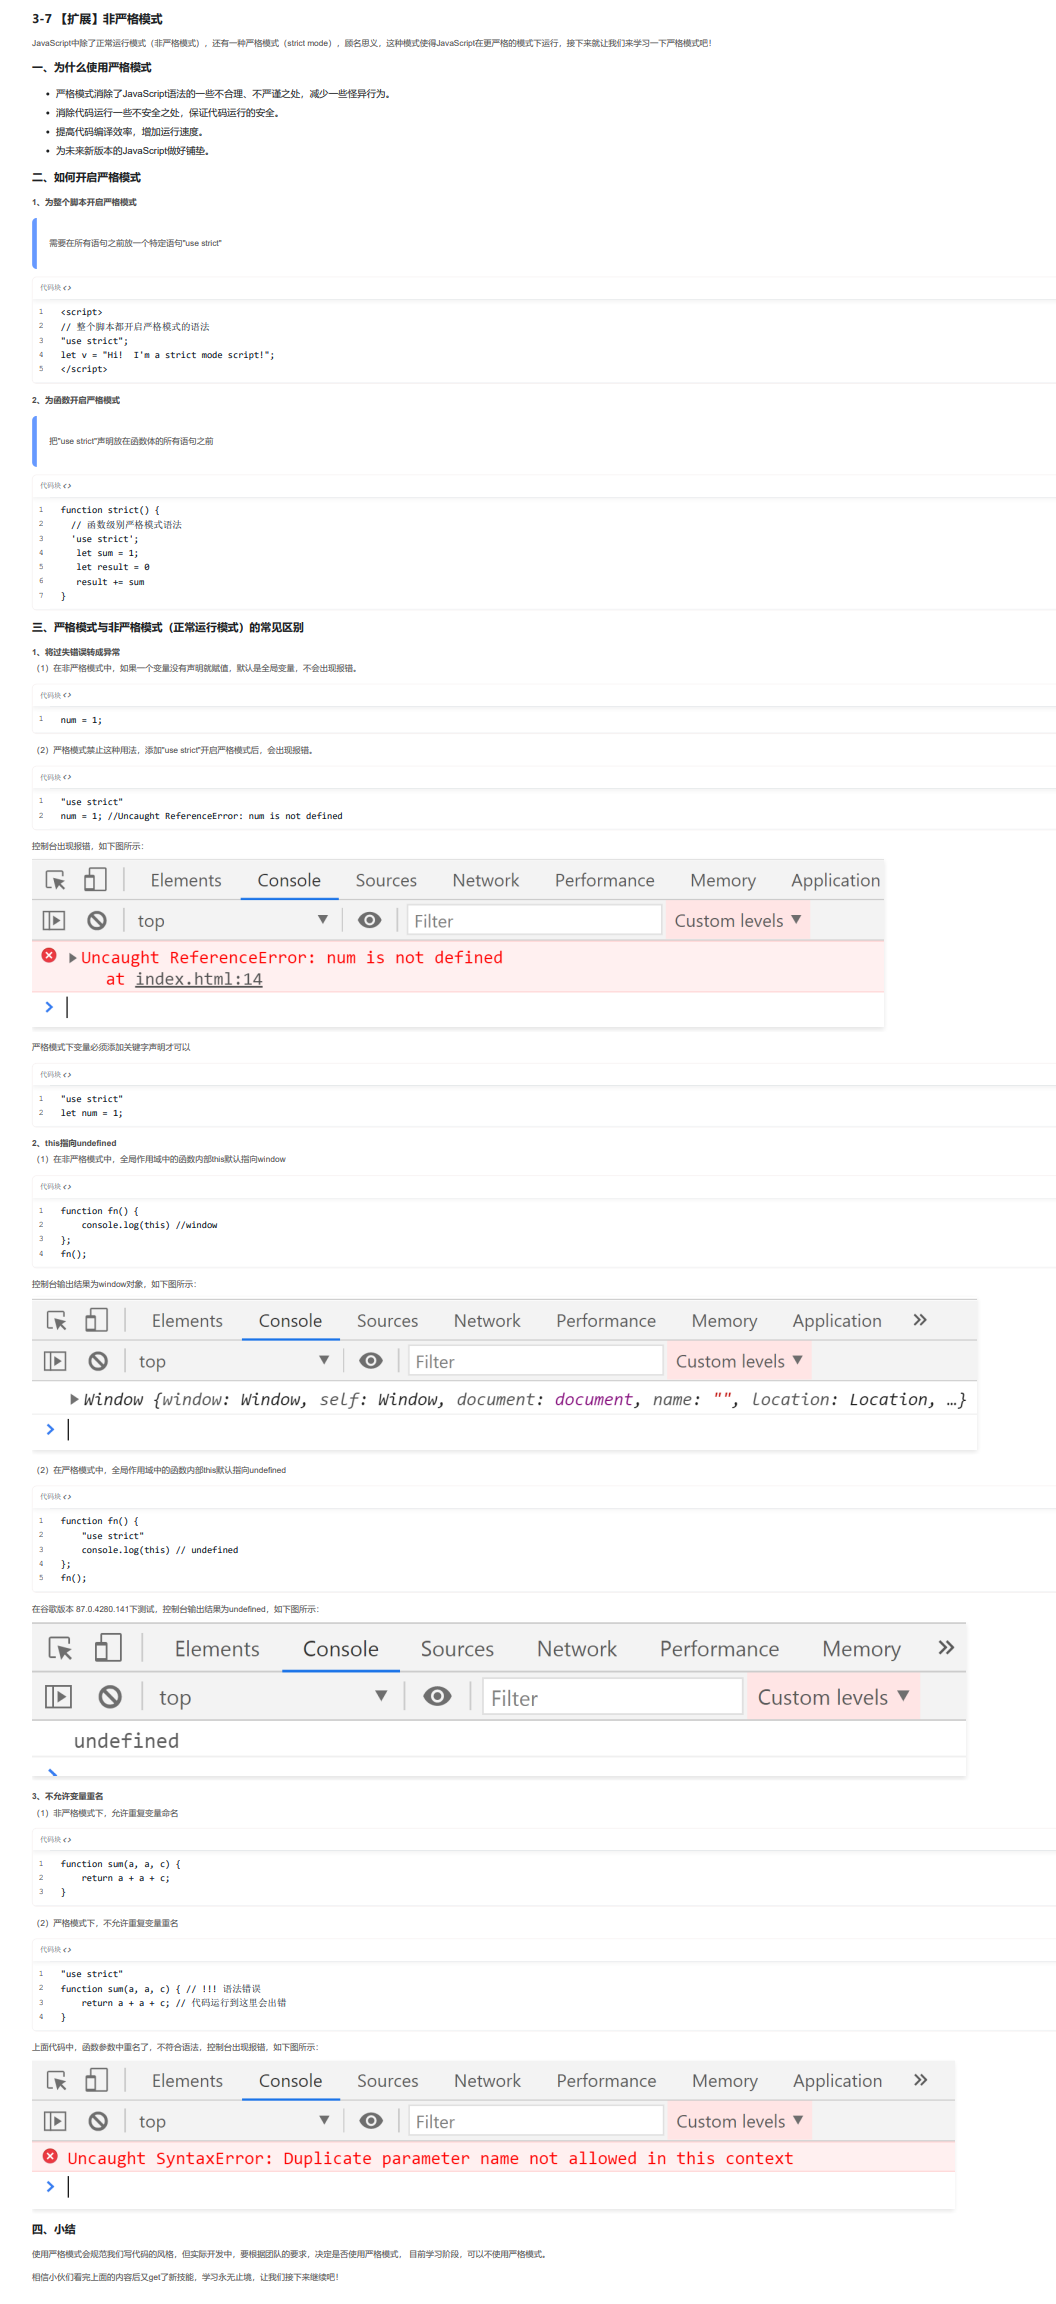 3-7 【扩展】非严格模式
JavaScript中除了正常运行模式（非严格模式），还有一种严格模式（strict mode），顾名思义，这种模式使得JavaScript在更严格的模式下运行，接下来就让我们来学习一下严格模式吧！
一、为什么使用严格模式
• 严格模式消除了JavaScript语法的一些不合理、不严谨之处，减少一些怪异行为。
• 消除代码运行一些不安全之处，保证代码运行的安全。
• 提高代码编译效率，增加运行速度。
• 为未来新版本的JavaScript做好铺垫。
二、如何开启严格模式
1、为整个脚本开启严格模式
需要在所有语句之前放一个特定语句"use strict"
代码块
1 <script>
2 // 整个脚本都开启严格模式的语法
3 "use strict";
4 let v = "Hi!  I'm a strict mode script!";
5 </script>
2、为函数开启严格模式
把"use strict"声明放在函数体的所有语句之前
代码块
1 function strict() {
2   // 函数级别严格模式语法
3   'use strict';
4    let sum = 1;
5    let result = 0
6    result += sum
7 }
三、严格模式与非严格模式（正常运行模式）的常见区别
1、将过失错误转成异常
（1）在非严格模式中，如果一个变量没有声明就赋值，默认是全局变量，不会出现报错。
代码块
1 num = 1;
（2）严格模式禁止这种用法，添加"use strict"开启严格模式后，会出现报错。
代码块
1 "use strict"
2 num = 1; //Uncaught ReferenceError: num is not defined
控制台出现报错，如下图所示：
Elements Console Sources Network Performance Memory Application
top Filter Custom levels
Uncaught ReferenceError: num is not defined
at index.html:14
严格模式下变量必须添加关键字声明才可以
代码块
1 "use strict"
2 let num = 1;
2、this指向undefined
（1）在非严格模式中，全局作用域中的函数内部this默认指向window
代码块
1 function fn() {
2     console.log(this) //window
3 };
4 fn();
控制台输出结果为window对象，如下图所示：
Elements Console Sources Network Performance Memory Application »
top Filter Custom levels
Window {window: Window, self: Window, document: document, name: "", location: Location, …}
（2）在严格模式中，全局作用域中的函数内部this默认指向undefined
代码块
1 function fn() {
2     "use strict"
3     console.log(this) // undefined
4 };
5 fn();
在谷歌版本 87.0.4280.141下测试，控制台输出结果为undefined，如下图所示：
Elements Console Sources Network Performance Memory »
top Filter Custom levels
undefined
3、不允许变量重名
（1）非严格模式下，允许重复变量命名
代码块
1 function sum(a, a, c) {
2     return a + a + c;
3 }
（2）严格模式下，不允许重复变量重名
代码块
1 "use strict"
2 function sum(a, a, c) { // !!! 语法错误
3     return a + a + c; // 代码运行到这里会出错
4 }
上面代码中，函数参数中重名了，不符合语法，控制台出现报错，如下图所示：
Elements Console Sources Network Performance Memory Application »
top Filter Custom levels
Uncaught SyntaxError: Duplicate parameter name not allowed in this context
四、小结
使用严格模式会规范我们写代码的风格，但实际开发中，要根据团队的要求，决定是否使用严格模式， 目前学习阶段，可以不使用严格模式。
相信小伙们看完上面的内容后又get了新技能，学习永无止境，让我们接下来继续吧！